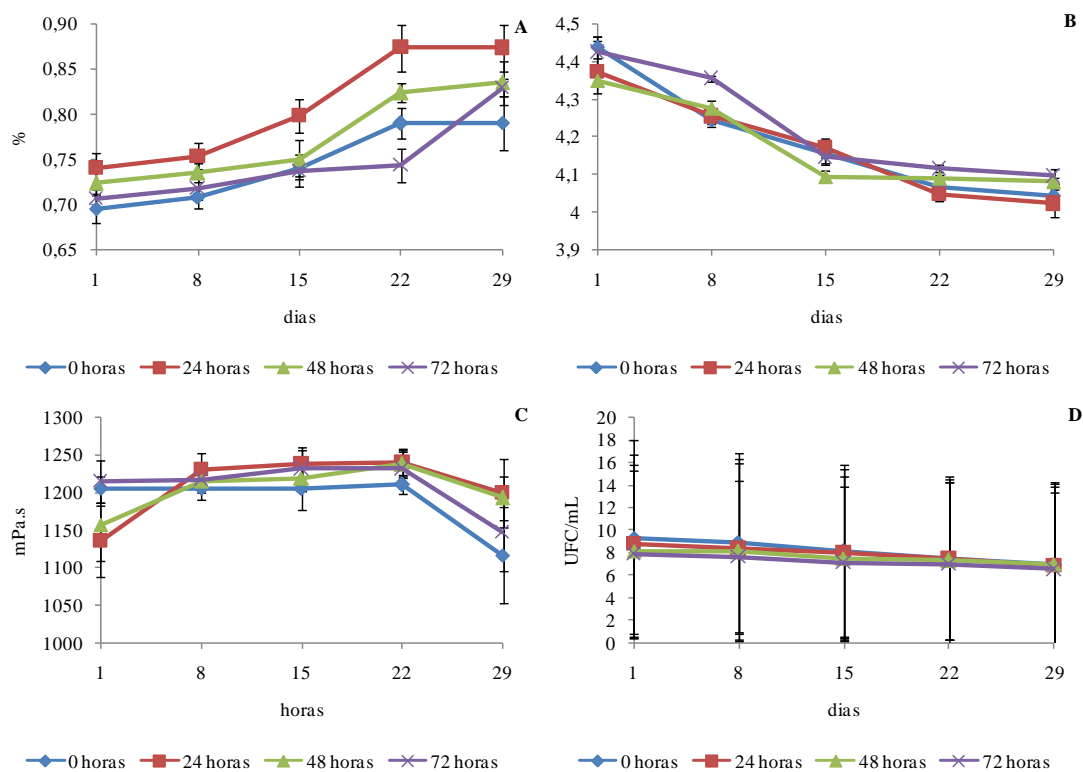 A
0,90
0,85
0,80
0,75
0,70
0,65
%
1 8 15 22 29
dias
0 horas 24 horas 48 horas 72 horas
B
4,5
4,4
4,3
4,2
4,1
4
3,9
1 8 15 22 29
dias
0 horas 24 horas 48 horas 72 horas
C
1300
1250
1200
1150
1100
1050
1000
mPa.s
1 8 15 22 29
horas
0 horas 24 horas 48 horas 72 horas
D
20
18
16
14
12
10
8
6
4
2
0
UFC/mL
1 8 15 22 29
dias
0 horas 24 horas 48 horas 72 horas